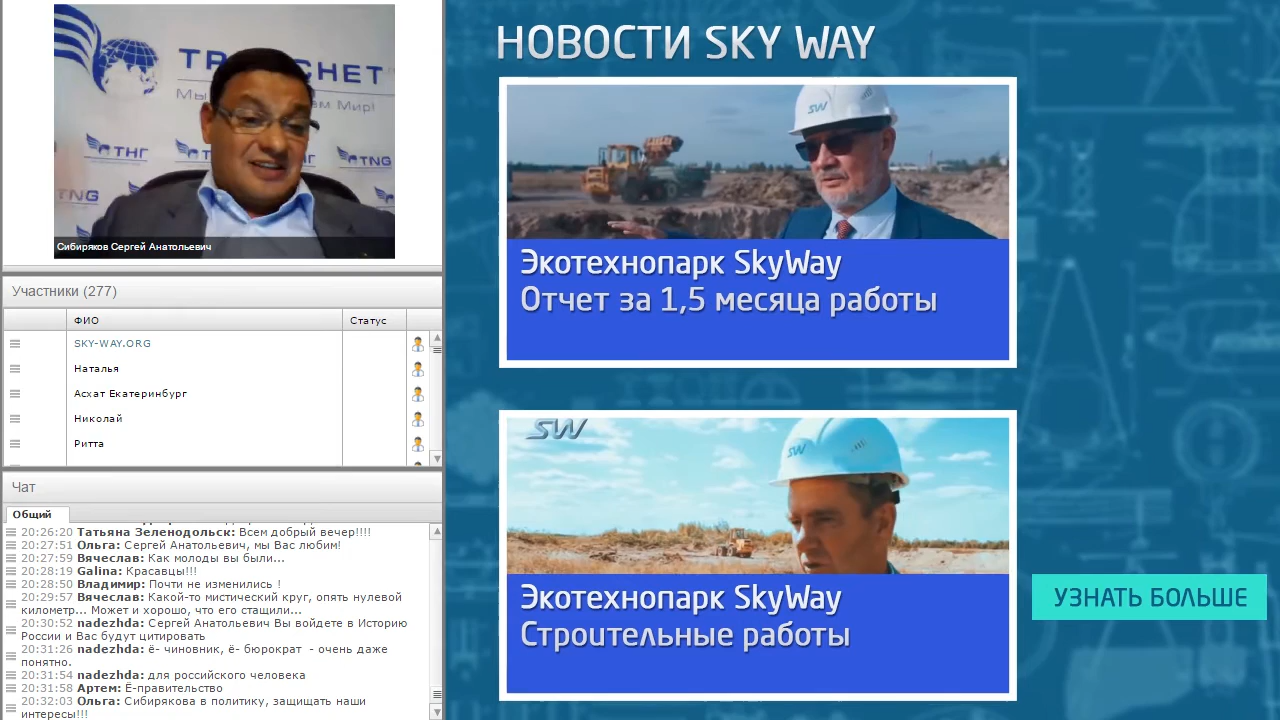 Мы
ам Мир!
ТНГ
TNG
TNG
Сибиряков Сергей Анатольевич
Участники (277)
ФИО
Статус
SKY-WAY.ORG
Наталья
Асхат Екатеринбург
Николай
Ритта
Чат
Общий
20:26:20 Татьяна Зеленодольск: Всем добрый вечер!!!!
20:27:51 Ольга: Сергей Анатольевич, мы Вас любим!
20:27:59 Вячеслав: Как молоды вы были...
20:28:19 Galina: Красавцы!!!
20:28:50 Владимир: Почти не изменились !
20:29:57 Вячеслав: Какой-то мистический круг, опять нулевой
километр... Может и хорошо, что его стащили...
20:30:52 nadezhda: Сергей Анатольевич Вы войдете в Историю
России и Вас будут цитировать
20:31:26 nadezhda: ё- чиновник, ё- бюрократ - очень даже
понятно.
20:31:54 nadezhda: для российского человека
20:31:58 Артем: Ё-правительство
20:32:03 Ольга: Сибирякова в политику, защищать наши
интересы!!!
НОВОСТИ SKY WAY
SW
Экотехнопарк SkyWay
Отчет за 1,5 месяца работы
SW
SW
Экотехнопарк SkyWay
Строительные работы
УЗНАТЬ БОЛЬШЕ